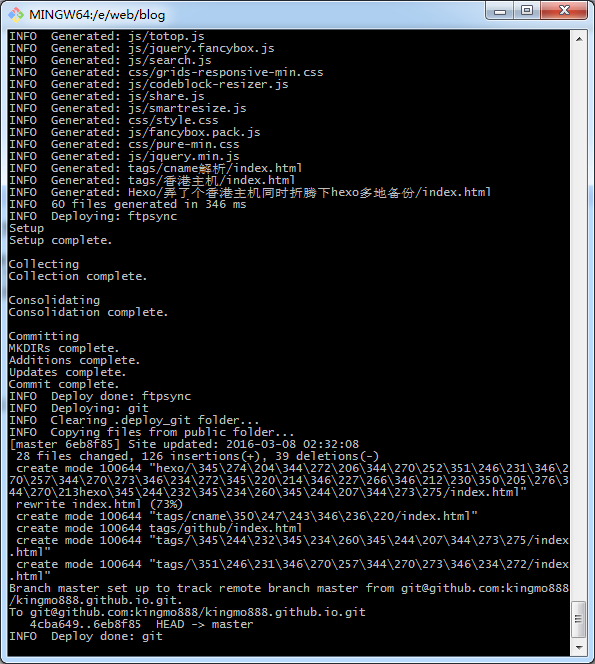 MINGW64:/e/web/blog
INFO  Generated: js/totop.js
INFO  Generated: js/jquery.fancybox.js
INFO  Generated: js/search.js
INFO  Generated: css/grids-responsive-min.css
INFO  Generated: js/codeblock-resizer.js
INFO  Generated: js/share.js
INFO  Generated: js/smartresize.js
INFO  Generated: css/style.css
INFO  Generated: js/fancybox.pack.js
INFO  Generated: css/pure-min.css
INFO  Generated: js/jquery.min.js
INFO  Generated: tags/cname解析/index.html
INFO  Generated: tags/香港主机/index.html
INFO  Generated: Hexo/弄了个香港主机同时折腾下hexo多地备份/index.html
INFO  60 files generated in 346 ms
INFO  Deploying: ftpsync
Setup
Setup complete.
Collecting
Collection complete.
Consolidating
Consolidation complete.
Committing
MKDIRs complete.
Additions complete.
Updates complete.
Commit complete.
INFO  Deploy done: ftpsync
INFO  Deploying: git
INFO  Clearing .deploy_git folder...
INFO  Copying files from public folder...
[master 6eb8f85] Site updated: 2016-03-08 02:32:08
 28 files changed, 126 insertions(+), 39 deletions(-)
 create mode 100644 "hexo/\345\274\204\344\272\206\344\270\252\351\246\231\346\2
70\257\344\270\273\346\234\272\345\220\214\346\227\266\346\212\230\350\205\276\3
44\270\213hexo\345\244\232\345\234\260\345\244\207\344\273\275/index.html"
 rewrite index.html (73%)
 create mode 100644 "tags/cname\350\247\243\346\236\220/index.html"
 create mode 100644 tags/github/index.html
 create mode 100644 "tags/\345\244\232\345\234\260\345\244\207\344\273\275/index
.html"
 create mode 100644 "tags/\351\246\231\346\270\257\344\270\273\346\234\272/index
.html"
Branch master set up to track remote branch master from git@github.com:kingmo888
/kingmo888.github.io.git.
To git@github.com:kingmo888/kingmo888.github.io.git
   4cba649..6eb8f85  HEAD -> master
INFO  Deploy done: git